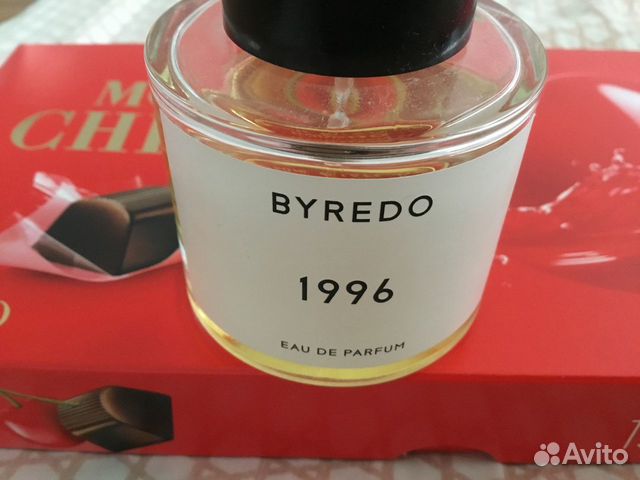 BYREDO
1996
EAU DE PARFUM
Avito